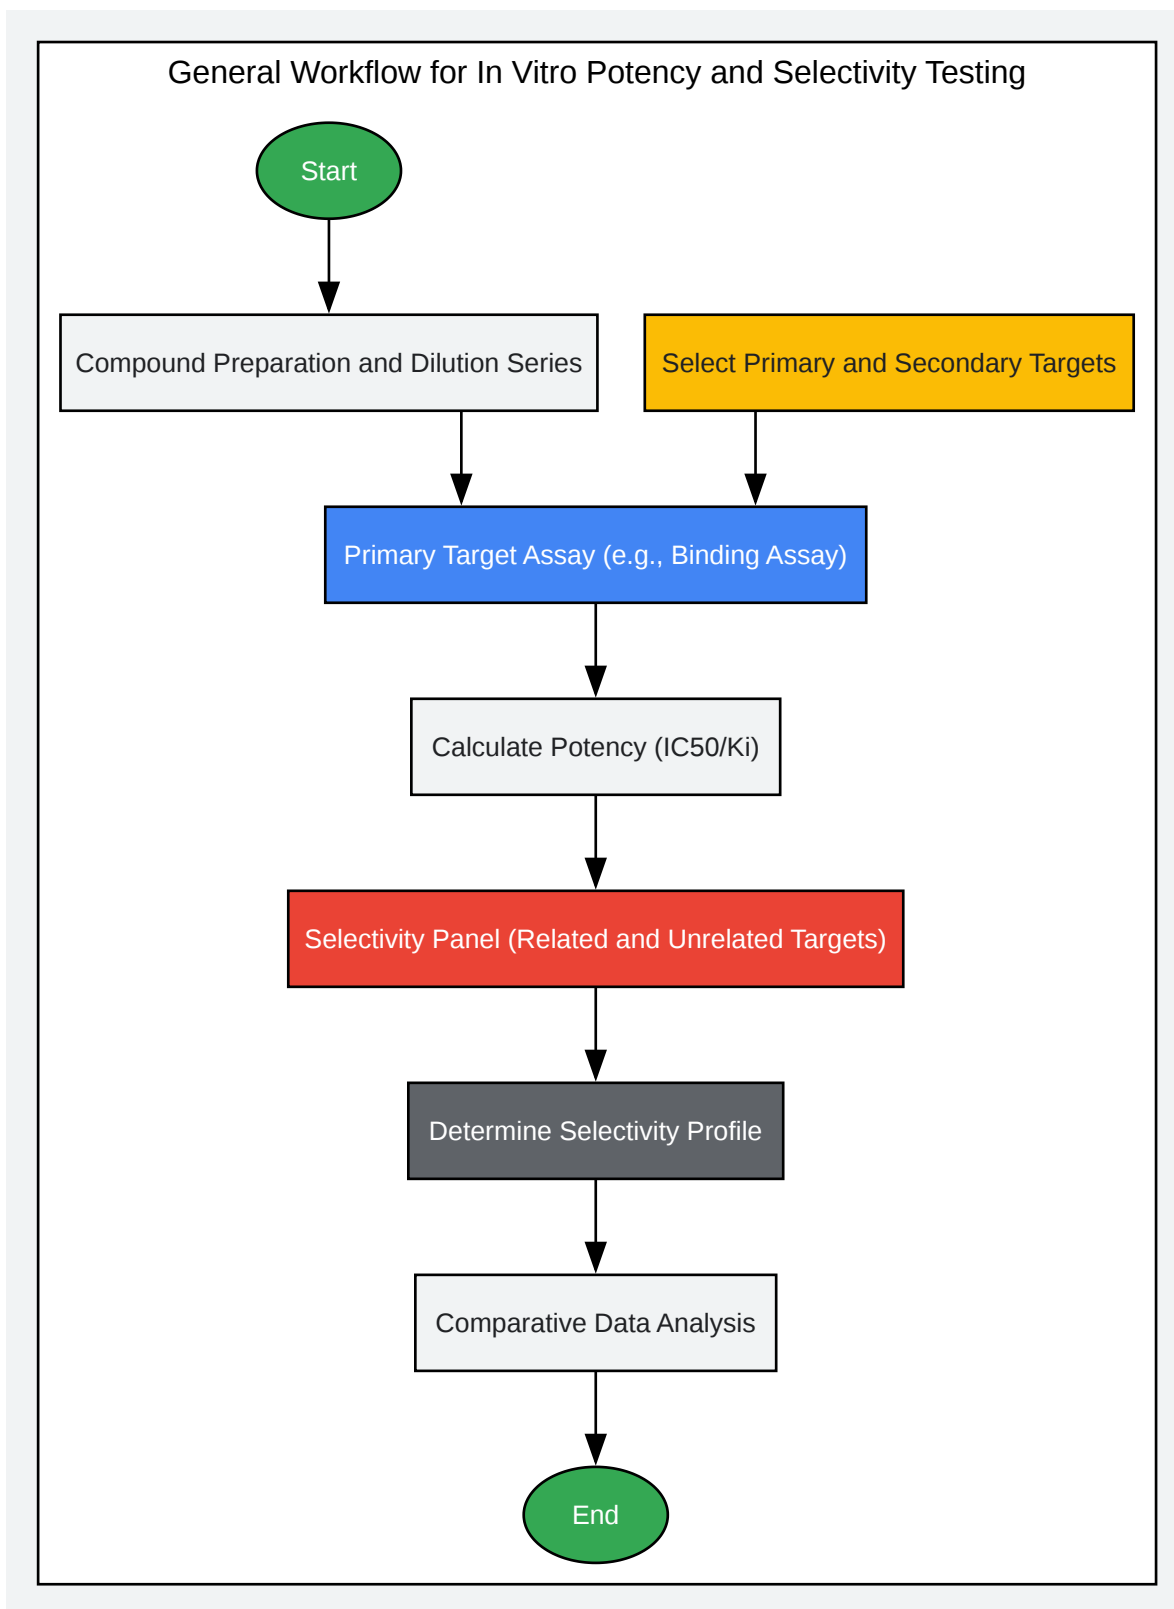 General Workflow for In Vitro Potency and Selectivity Testing
Start
Compound Preparation and Dilution Series
Select Primary and Secondary Targets
Primary Target Assay (e.g., Binding Assay)
Calculate Potency (IC50/Ki)
Selectivity Panel (Related and Unrelated Targets)
Determine Selectivity Profile
Comparative Data Analysis
End